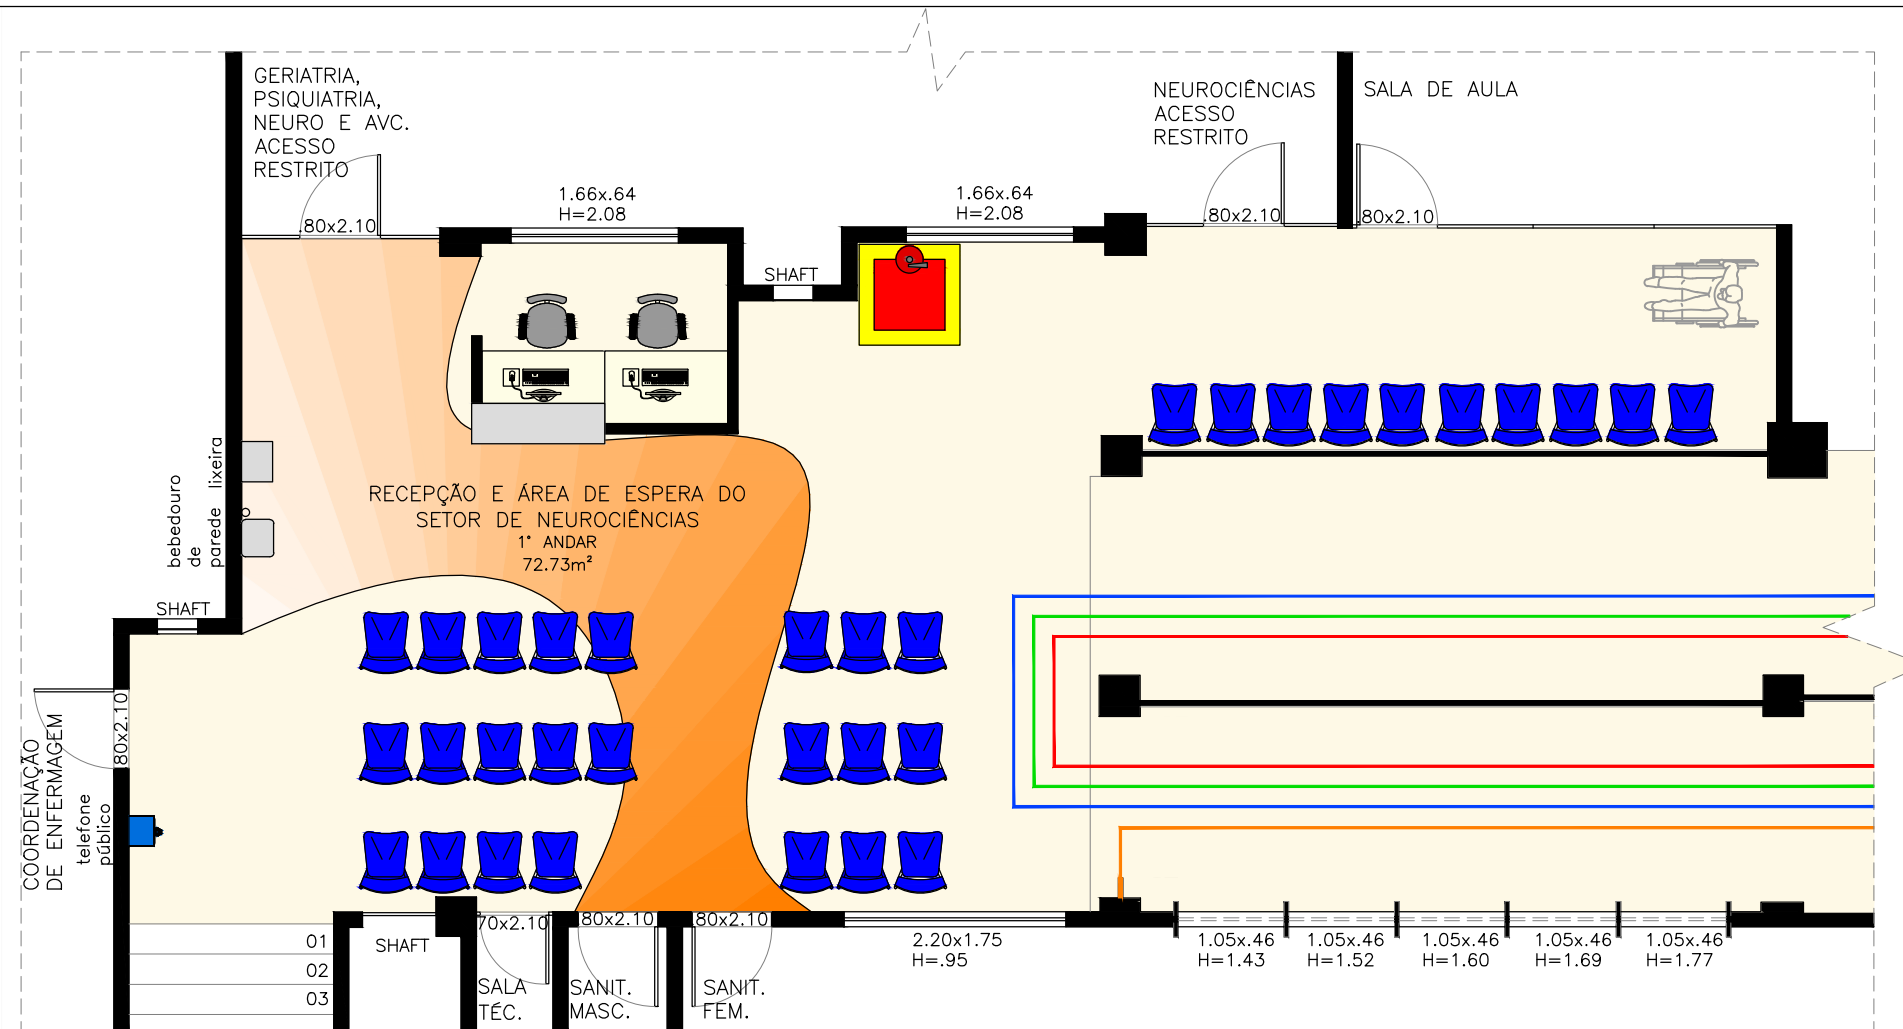 GERIATRIA,
PSIQUIATRIA,
NEURO E AVC.
ACESSO
RESTRITO
.80x2.10
1.66x.64
H=2.08
SHAFT
1.66x.64
H=2.08
NEUROCIÊNCIAS
ACESSO
RESTRITO
.80x2.10
SALA DE AULA
.80x2.10
bebedouro
de
parede
lixeira
RECEPÇÃO E ÁREA DE ESPERA DO
SETOR DE NEUROCIÊNCIAS
1° ANDAR
72.73m²
SHAFT
80x2.10
COORDENAÇÃO
DE ENFERMAGEM
telefone
público
01
02
03
SHAFT
70x2.10
SALA
TÉC.
80x2.10
SANIT.
MASC.
80x2.10
SANIT.
FEM.
2.20x1.75
H=.95
1.05x.46
H=1.43
1.05x.46
H=1.52
1.05x.46
H=1.60
1.05x.46
H=1.69
1.05x.46
H=1.77